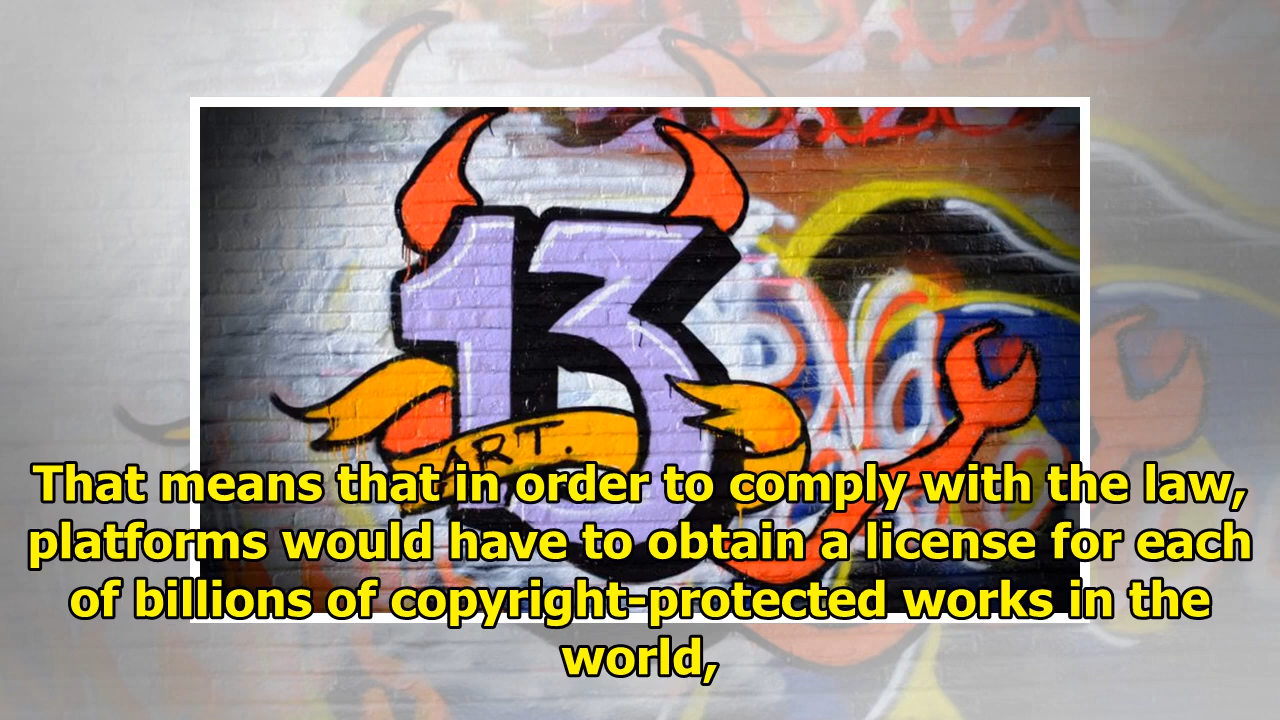 13
ART.
That means that in order to comply with the law,
platforms would have to obtain a license for each
of billions of copyright-protected works in the
world,